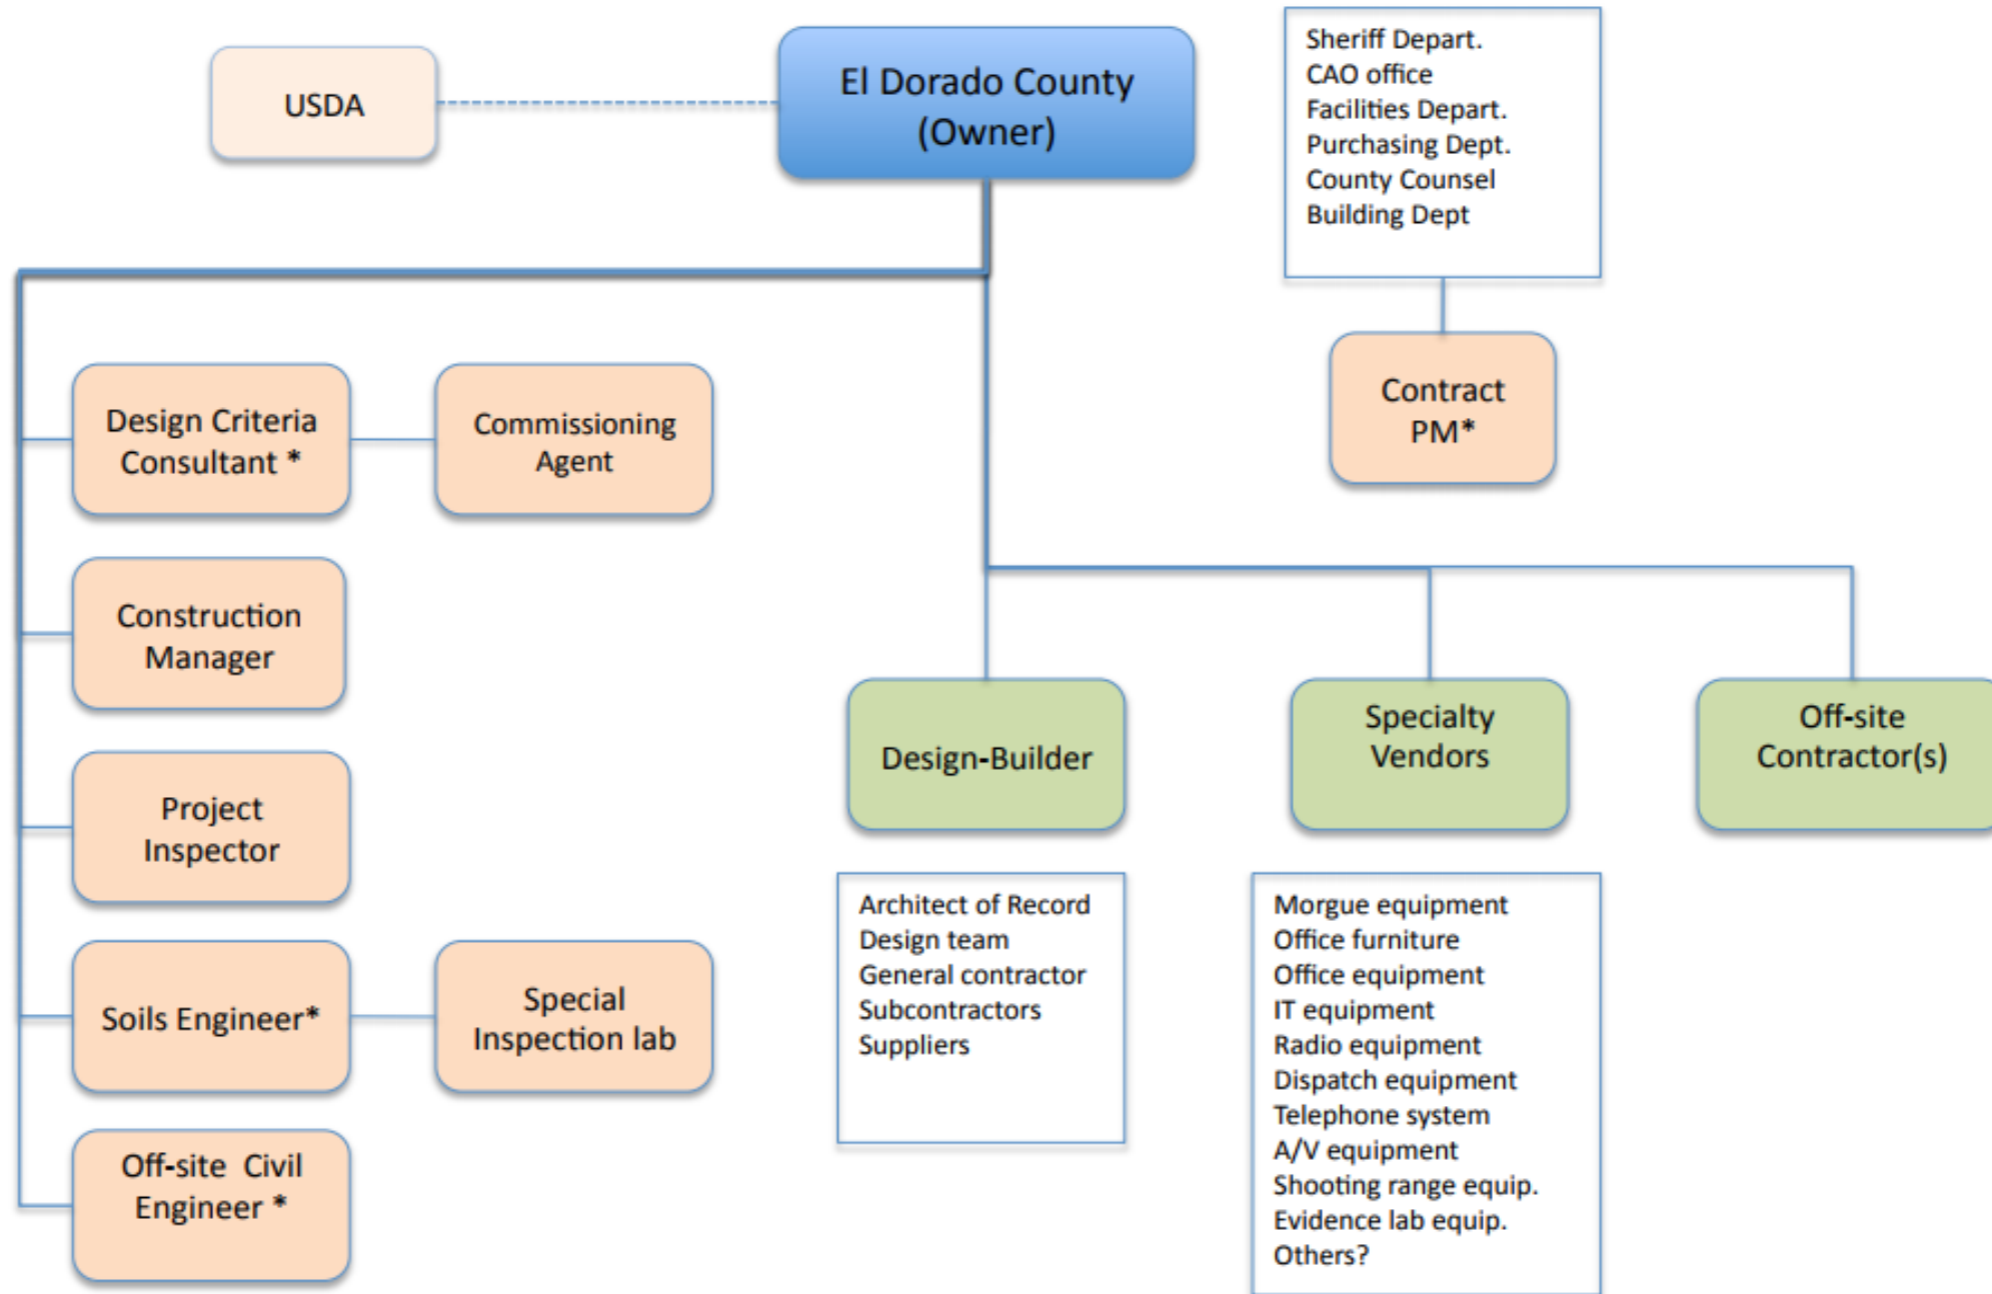 USDA
El Dorado County
(Owner)
Sheriff Depart.
CAO office
Facilities Depart.
Purchasing Dept.
County Counsel
Building Dept
Contract
PM*
Design Criteria
Consultant *
Commissioning
Agent
Construction
Manager
Project
Inspector
Soils Engineer*
Special
Inspection lab
Off-site  Civil
Engineer *
Design-Builder
Specialty
Vendors
Off-site
Contractor(s)
Architect of Record
Design team
General contractor
Subcontractors
Suppliers
Morgue equipment
Office furniture
Office equipment
IT equipment
Radio equipment
Dispatch equipment
Telephone system
A/V equipment
Shooting range equip.
Evidence lab equip.
Others?